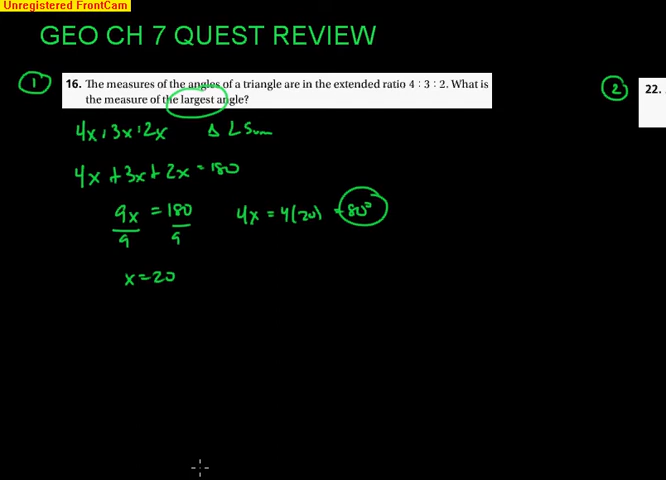 Unregistered FrontCam
GEO CH 7 QUEST REVIEW
1
16. The measures of the angles of a triangle are in the extended ratio 4 : 3 : 2. What is
the measure of the largest angle?
2
22.
4x : 3x : 2x Δ ∠ Sum
4x + 3x + 2x = 180
9x = 180
9 9
4x = 4(20) = 80°
x = 20